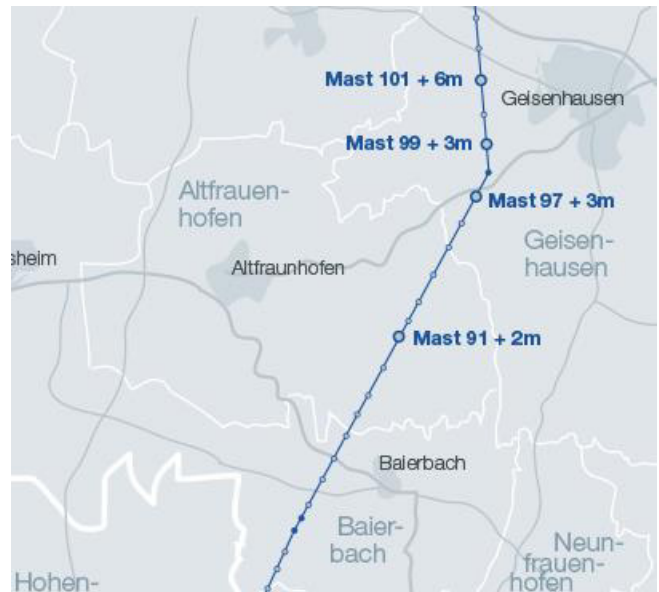 Mast 101 + 6m
Geisenhausen
Mast 99 + 3m
Altfrauen-
hofen
Mast 97 + 3m
Geisen-
hausen
sheim
Altfraunhofen
Mast 91 + 2m
Baierbach
Baier-
bach
Neun-
frauen-
hofen
Hohen-